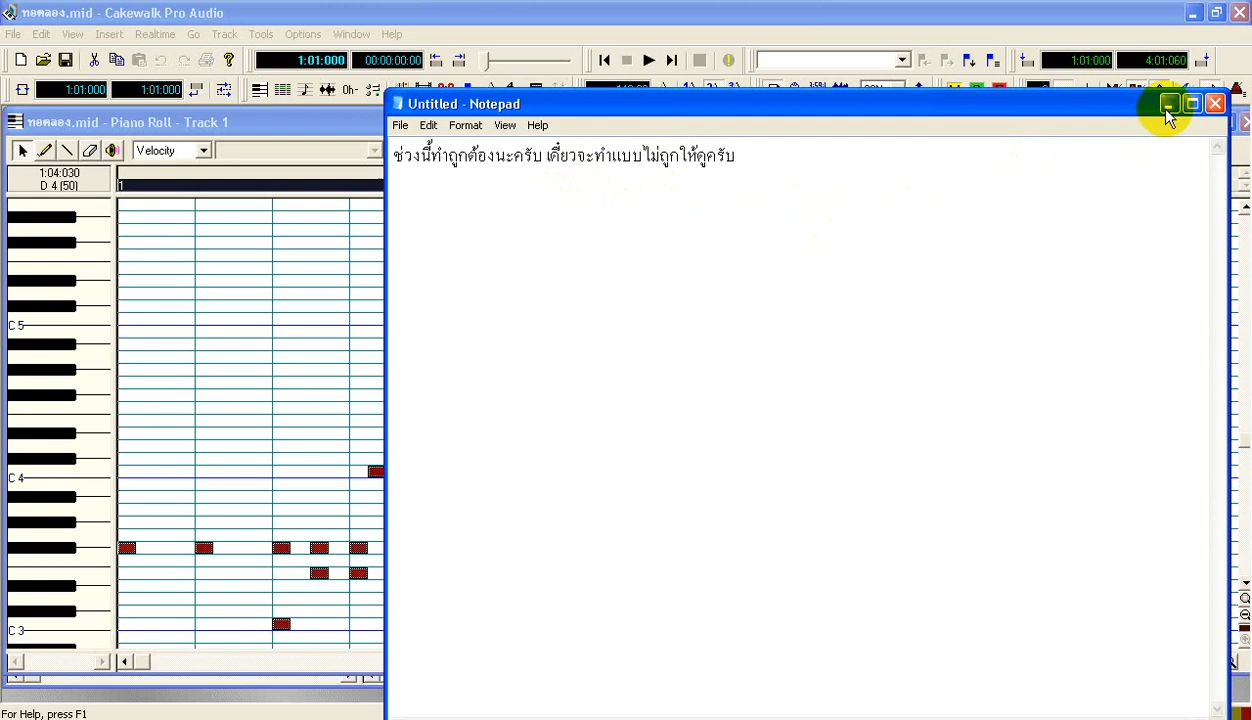 ทอดลอง.mid - Cakewalk Pro Audio
File Edit View Insert Realtime Go Track Tools Options Window Help
1:01:000 00:00:00:00 1:01:000 4:01:060
1:01:000 1:01:000
ทอดลอง.mid - Piano Roll - Track 1
Velocity
1:04:030
D 4 (50)
1
C 5
C 4
C 3
Untitled - Notepad
File Edit Format View Help
ช่วงนี้ทำถูกต้องนะครับ เดี๋ยวจะทำแบบไม่ถูกให้ดูครับ
For Help, press F1